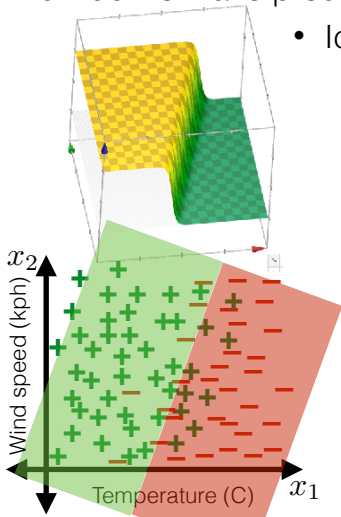 x₂
Wind speed (kph)
Temperature (C)
x₁